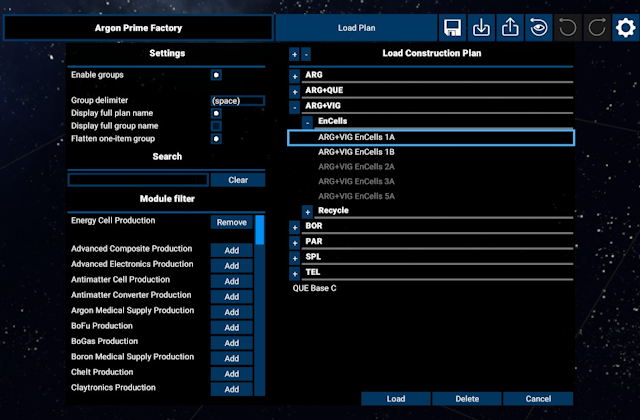 Argon Prime Factory
Load Plan
Settings
Enable groups
Group delimiter (space)
Display full plan name
Display full group name
Flatten one-item group
Search
Clear
Module filter
Energy Cell Production Remove
Advanced Composite Production Add
Advanced Electronics Production Add
Antimatter Cell Production Add
Antimatter Converter Production Add
Argon Medical Supply Production Add
BoFu Production Add
BoGas Production Add
Boron Medical Supply Production Add
Chelt Production Add
Claytronics Production Add
+ - Load Construction Plan
+ ARG
+ ARG+QUE
- ARG+VIG
- EnCells
ARG+VIG EnCells 1A
ARG+VIG EnCells 1B
ARG+VIG EnCells 2A
ARG+VIG EnCells 3A
ARG+VIG EnCells 5A
+ Recycle
+ BOR
+ PAR
+ SPL
+ TEL
QUE Base C
Load Delete Cancel